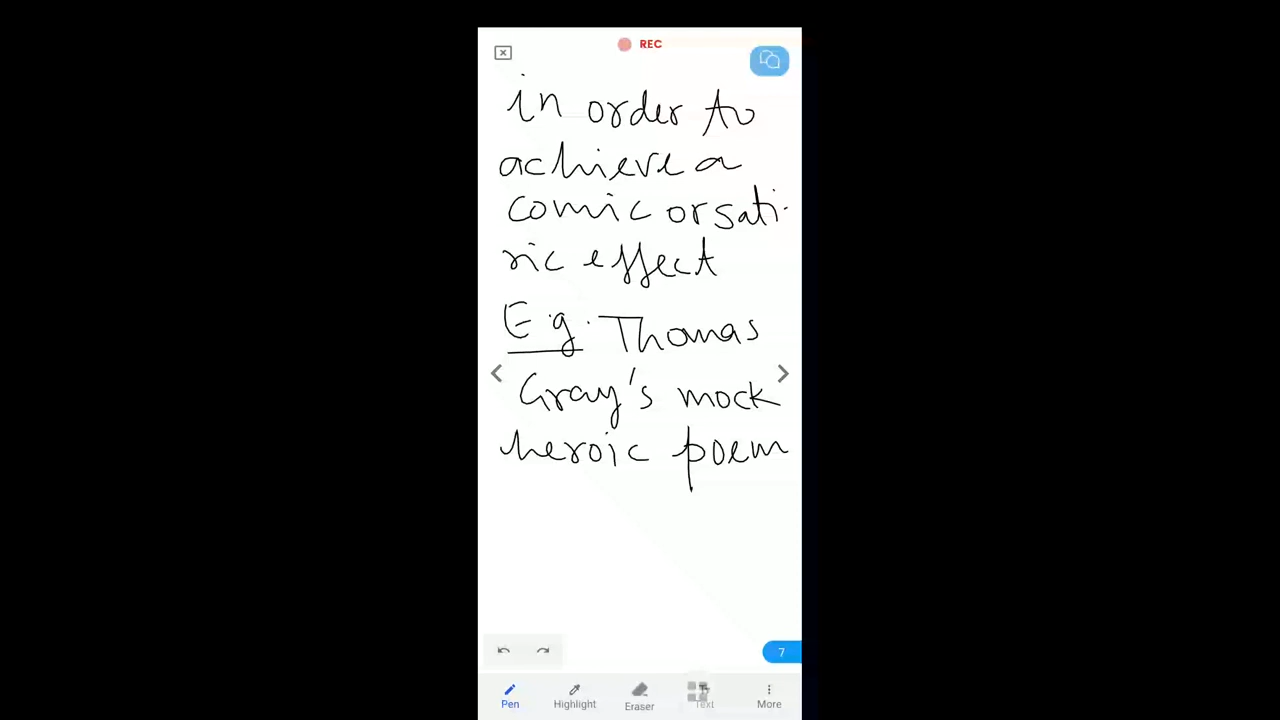 REC
in order to
achieve a
comic or sati-
ric effect
E.g. Thomas
Gray's mock
heroic poem
7
Pen Highlight Eraser Text More